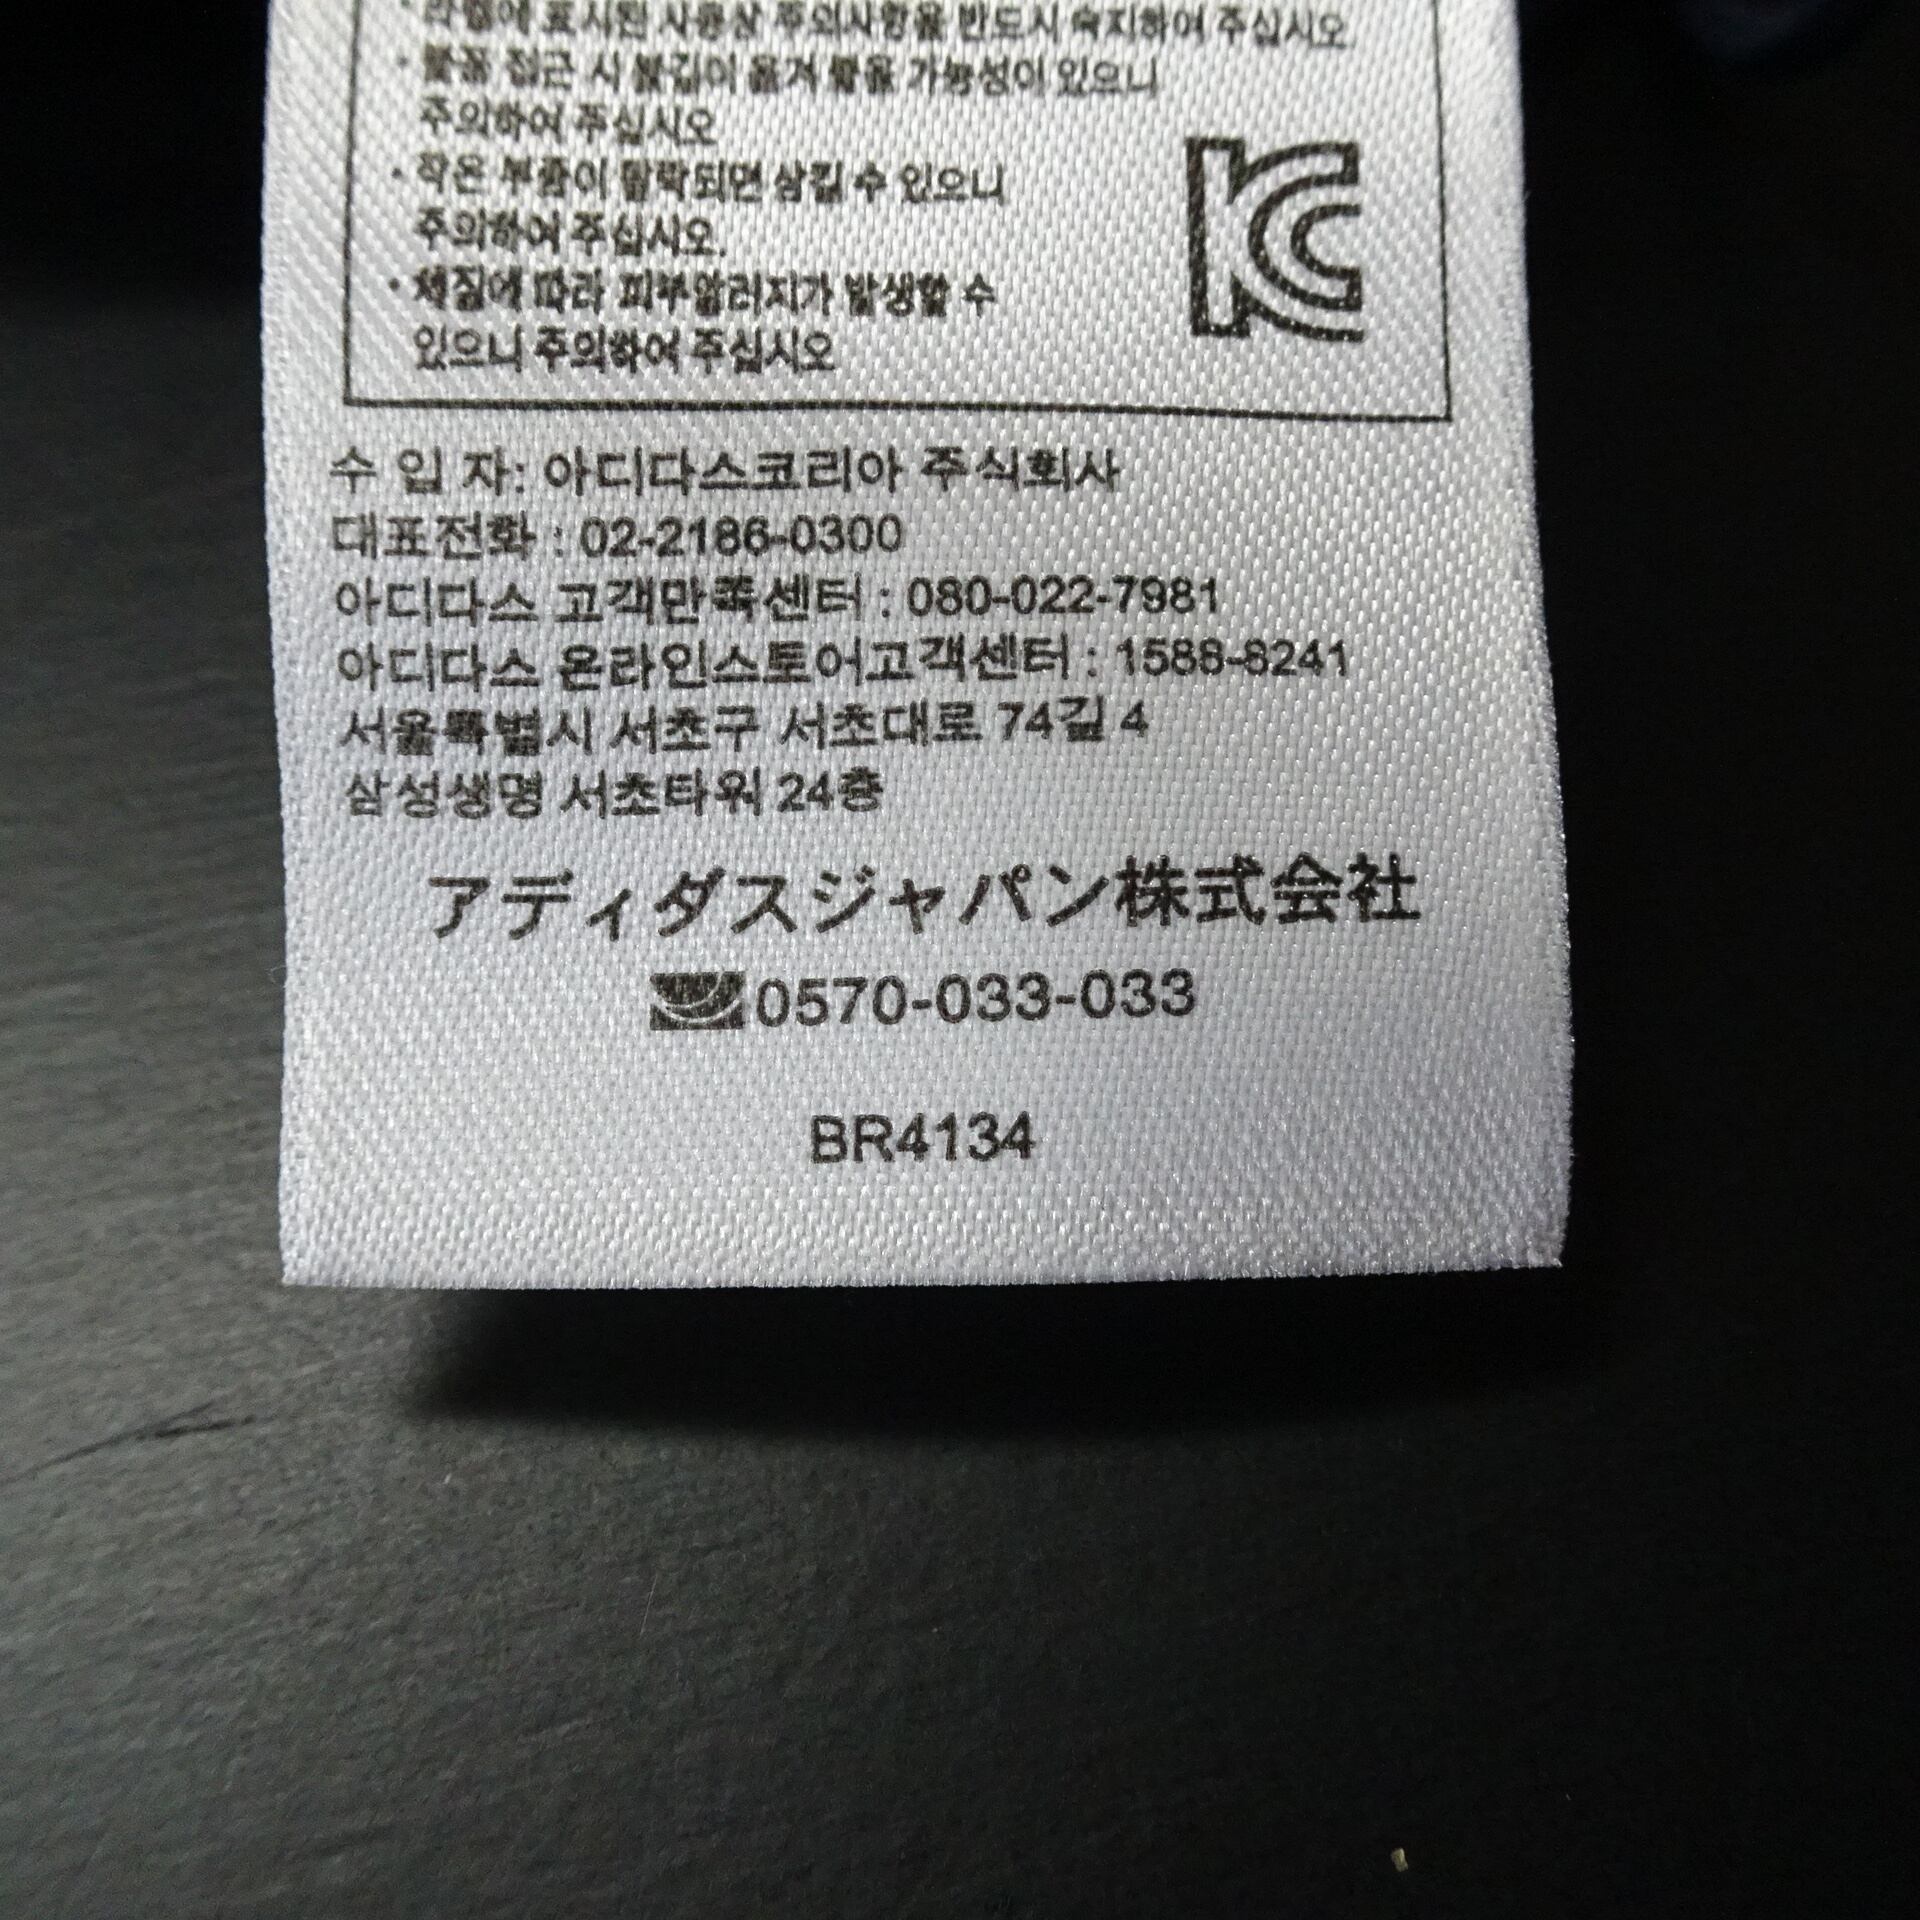 · 라벨에 표시된 사용상 주의사항을 반드시 숙지하여 주십시오
· 불꽃 접근 시 불길이 옮겨 붙을 가능성이 있으니
주의하여 주십시오
· 작은 부품이 탈락되면 삼킬 수 있으니
주의하여 주십시오.
· 체질에 따라 피부알러지가 발생할 수
있으니 주의하여 주십시오
수 입 자: 아디다스코리아 주식회사
대표전화 : 02-2186-0300
아디다스 고객만족센터 : 080-022-7981
아디다스 온라인스토어고객센터 : 1588-8241
서울특별시 서초구 서초대로 74길 4
삼성생명 서초타워 24층
アディダスジャパン株式会社
0570-033-033
BR4134